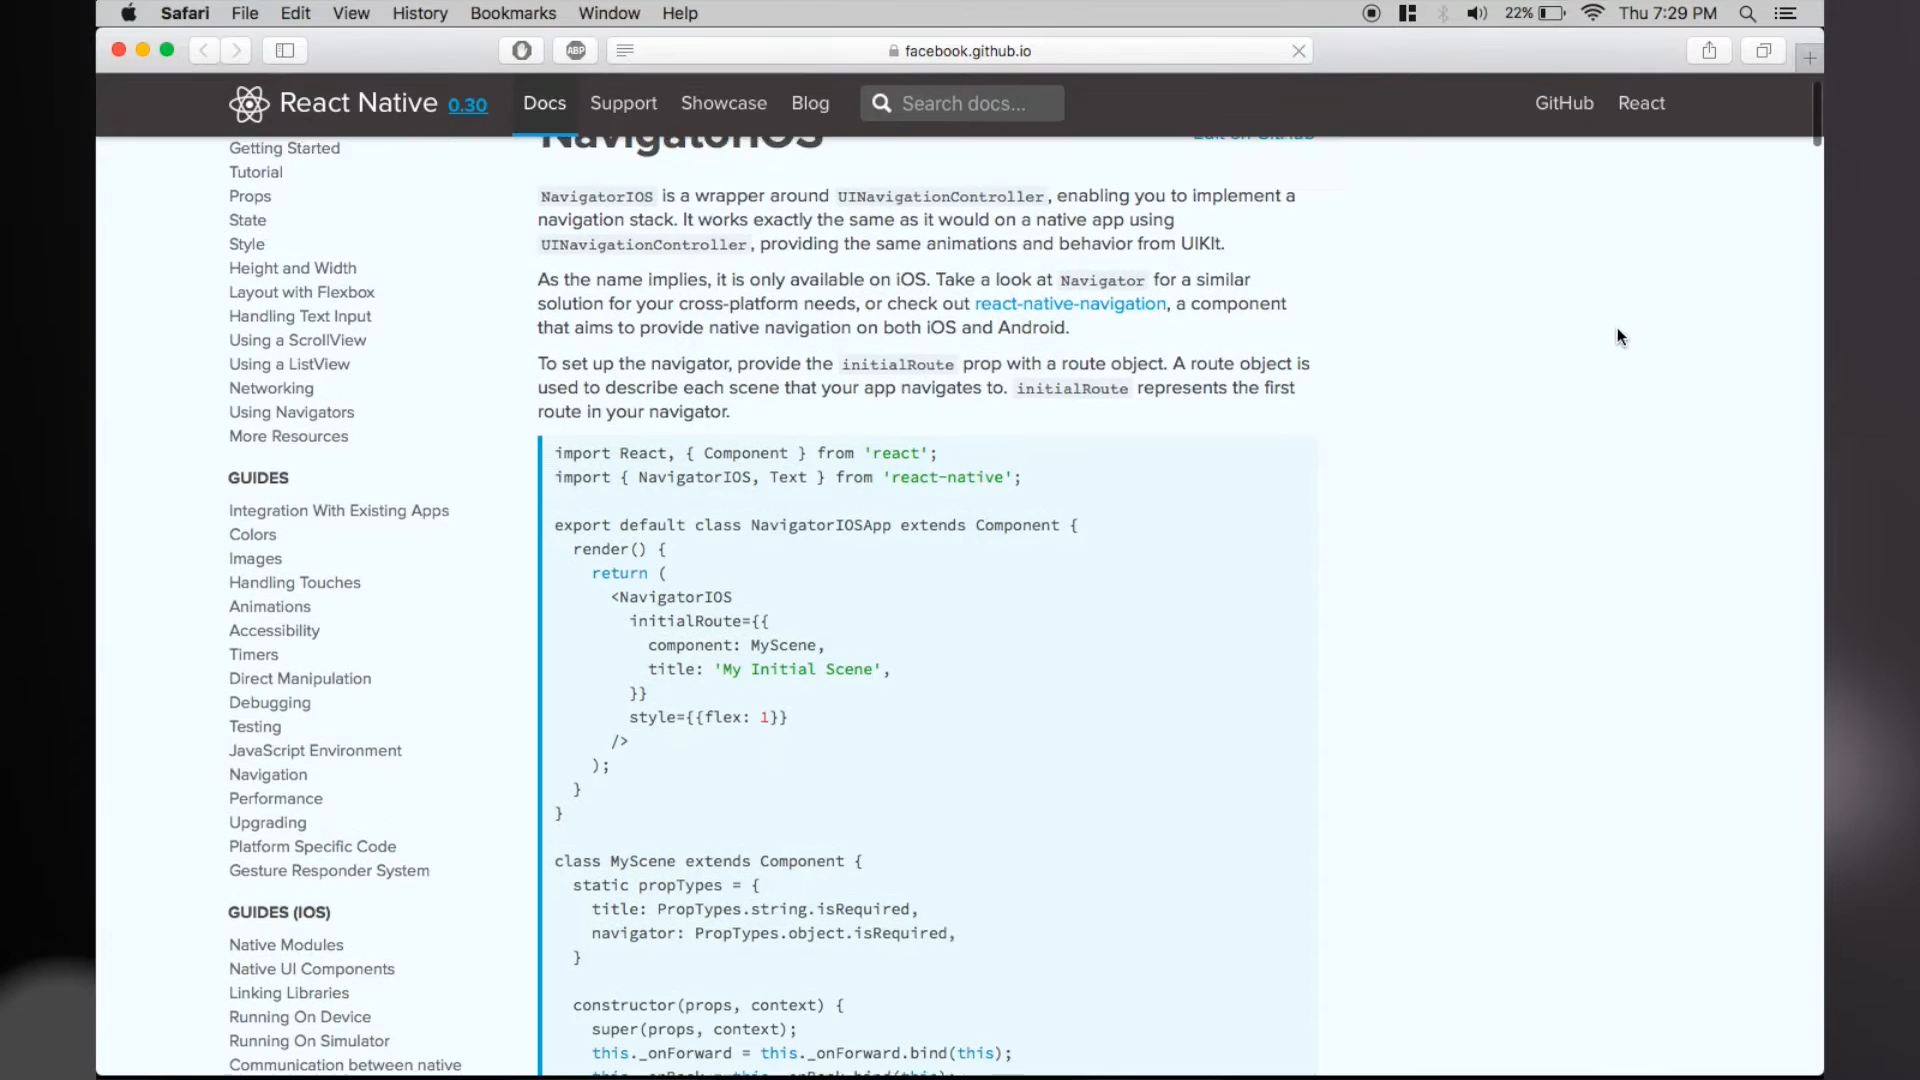 Safari File Edit View History Bookmarks Window Help 22% Thu 7:29 PM
ABP facebook.github.io
React Native 0.30 Docs Support Showcase Blog Search docs... GitHub React
NavigatorIOS Edit on GitHub
Getting Started
Tutorial
Props
State
Style
Height and Width
Layout with Flexbox
Handling Text Input
Using a ScrollView
Using a ListView
Networking
Using Navigators
More Resources
GUIDES
Integration With Existing Apps
Colors
Images
Handling Touches
Animations
Accessibility
Timers
Direct Manipulation
Debugging
Testing
JavaScript Environment
Navigation
Performance
Upgrading
Platform Specific Code
Gesture Responder System
GUIDES (IOS)
Native Modules
Native UI Components
Linking Libraries
Running On Device
Running On Simulator
Communication between native
NavigatorIOS is a wrapper around UINavigationController, enabling you to implement a
navigation stack. It works exactly the same as it would on a native app using
UINavigationController, providing the same animations and behavior from UIKIt.
As the name implies, it is only available on iOS. Take a look at Navigator for a similar
solution for your cross-platform needs, or check out react-native-navigation, a component
that aims to provide native navigation on both iOS and Android.
To set up the navigator, provide the initialRoute prop with a route object. A route object is
used to describe each scene that your app navigates to. initialRoute represents the first
route in your navigator.
import React, { Component } from 'react';
import { NavigatorIOS, Text } from 'react-native';
export default class NavigatorIOSApp extends Component {
render() {
return (
<NavigatorIOS
initialRoute={{
component: MyScene,
title: 'My Initial Scene',
}}
style={{flex: 1}}
/>
);
}
}
class MyScene extends Component {
static propTypes = {
title: PropTypes.string.isRequired,
navigator: PropTypes.object.isRequired,
}
constructor(props, context) {
super(props, context);
this._onForward = this._onForward.bind(this);